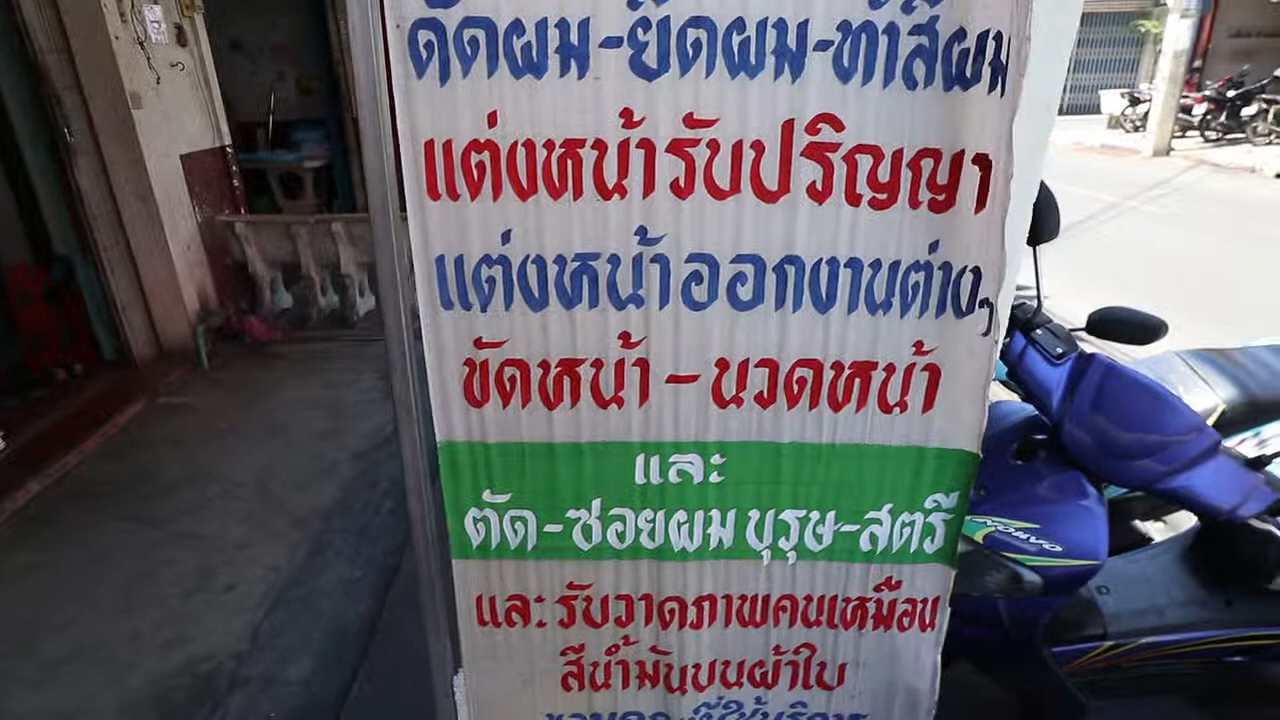 ดัดผม-ยืดผม-ทำสีผม
แต่งหน้ารับปริญญา
แต่งหน้าออกงานต่างๆ
ขัดหน้า-นวดหน้า
และ
ตัด-ซอยผม บุรุษ-สตรี
และรับวาดภาพคนเหมือน
สีน้ำมันบนผ้าใบ
NOUVO